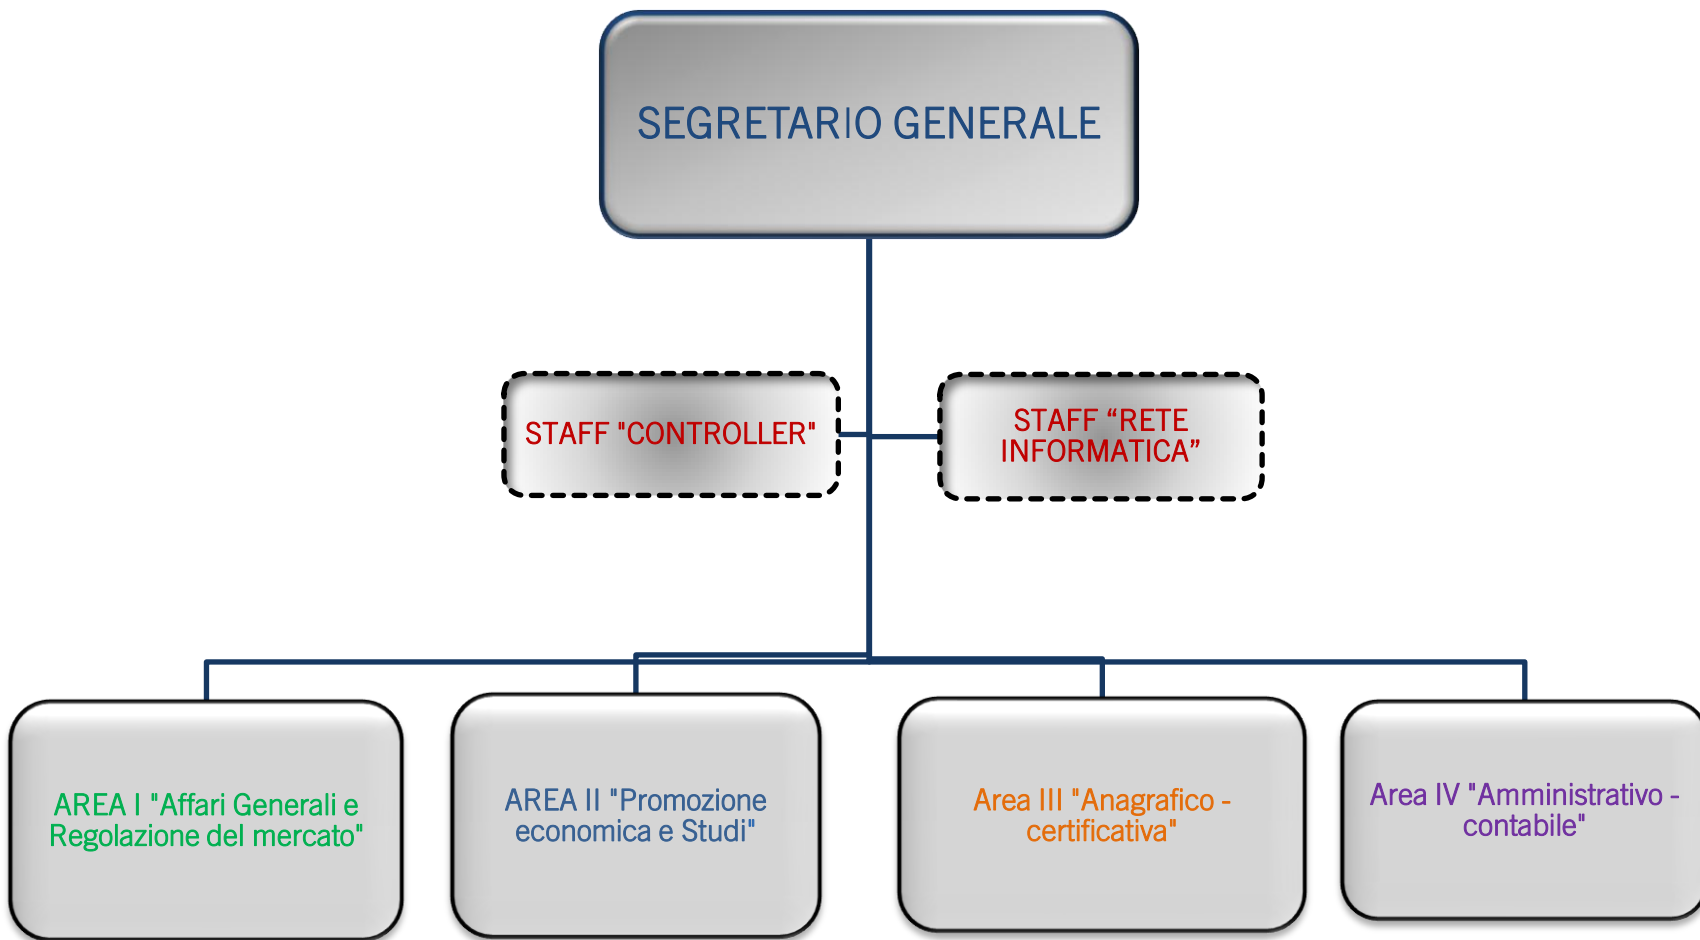 SEGRETARIO GENERALE
STAFF "CONTROLLER"
STAFF “RETE
INFORMATICA”
AREA I "Affari Generali e
Regolazione del mercato"
AREA II "Promozione
economica e Studi"
Area III "Anagrafico -
certificativa"
Area IV "Amministrativo -
contabile"